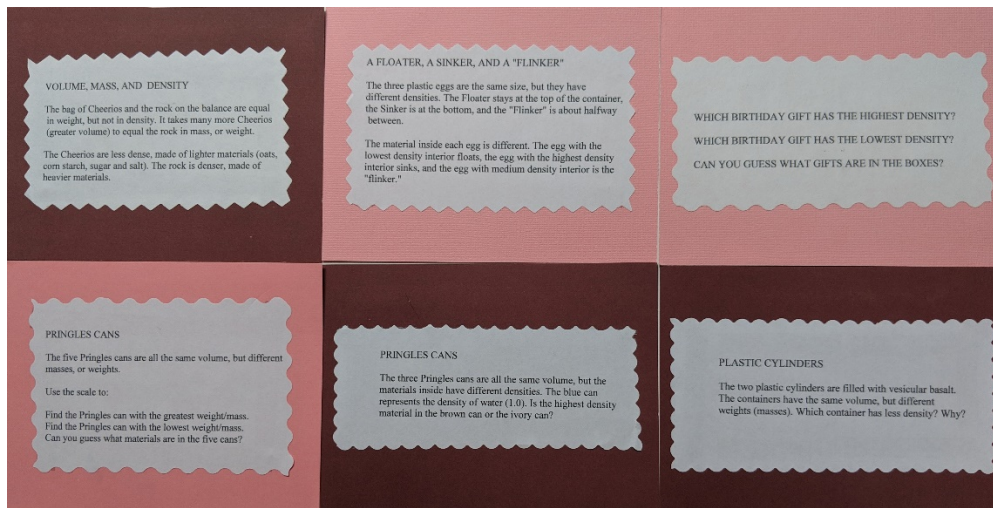 VOLUME, MASS, AND DENSITY
The bag of Cheerios and the rock on the balance are equal
in weight, but not in density. It takes many more Cheerios
(greater volume) to equal the rock in mass, or weight.
The Cheerios are less dense, made of lighter materials (oats,
corn starch, sugar and salt). The rock is denser, made of
heavier materials.
A FLOATER, A SINKER, AND A "FLINKER"
The three plastic eggs are the same size, but they have
different densities. The Floater stays at the top of the container,
the Sinker is at the bottom, and the "Flinker" is about halfway
between.
The material inside each egg is different. The egg with the
lowest density interior floats, the egg with the highest density
interior sinks, and the egg with medium density interior is the
"flinker."
WHICH BIRTHDAY GIFT HAS THE HIGHEST DENSITY?
WHICH BIRTHDAY GIFT HAS THE LOWEST DENSITY?
CAN YOU GUESS WHAT GIFTS ARE IN THE BOXES?
PRINGLES CANS
The five Pringles cans are all the same volume, but different
masses, or weights.
Use the scale to:
Find the Pringles can with the greatest weight/mass.
Find the Pringles can with the lowest weight/mass.
Can you guess what materials are in the five cans?
PRINGLES CANS
The three Pringles cans are all the same volume, but the
materials inside have different densities. The blue can
represents the density of water (1.0). Is the highest density
material in the brown can or the ivory can?
PLASTIC CYLINDERS
The two plastic cylinders are filled with vesicular basalt.
The containers have the same volume, but different
weights (masses). Which container has less density? Why?